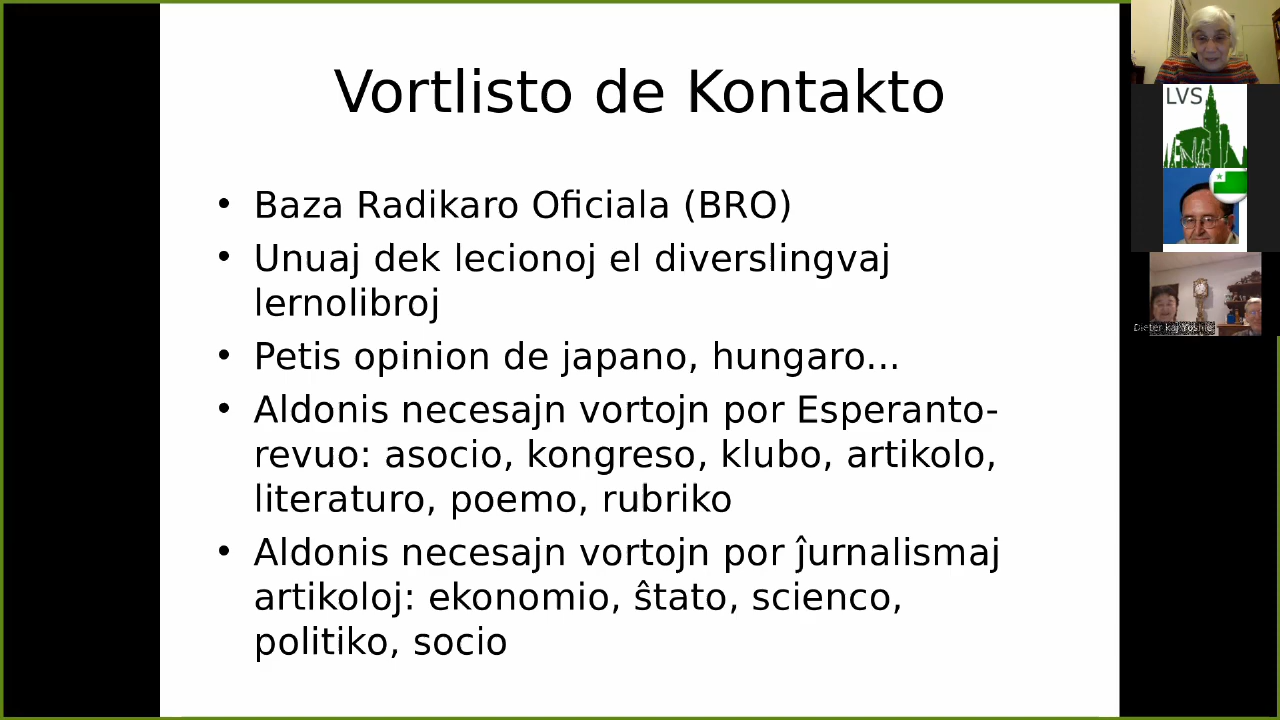 Vortlisto de Kontakto
• Baza Radikaro Oficiala (BRO)
• Unuaj dek lecionoj el diverslingvaj
lernolibroj
• Petis opinion de japano, hungaro...
• Aldonis necesajn vortojn por Esperanto-
revuo: asocio, kongreso, klubo, artikolo,
literaturo, poemo, rubriko
• Aldonis necesajn vortojn por ĵurnalismaj
artikoloj: ekonomio, ŝtato, scienco,
politiko, socio
LVS
Dieter kaj